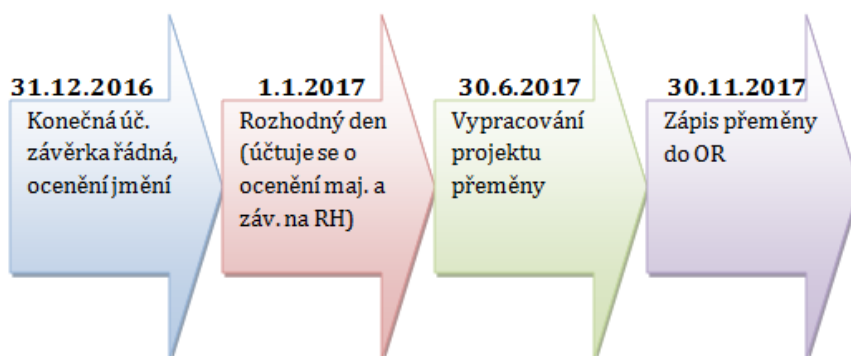 31.12.2016
Konečná úč.
závěrka řádná,
ocenění jmění
1.1.2017
Rozhodný den
(účtuje se o
ocenění maj. a
záv. na RH)
30.6.2017
Vypracování
projektu
přeměny
30.11.2017
Zápis přeměny
do OR